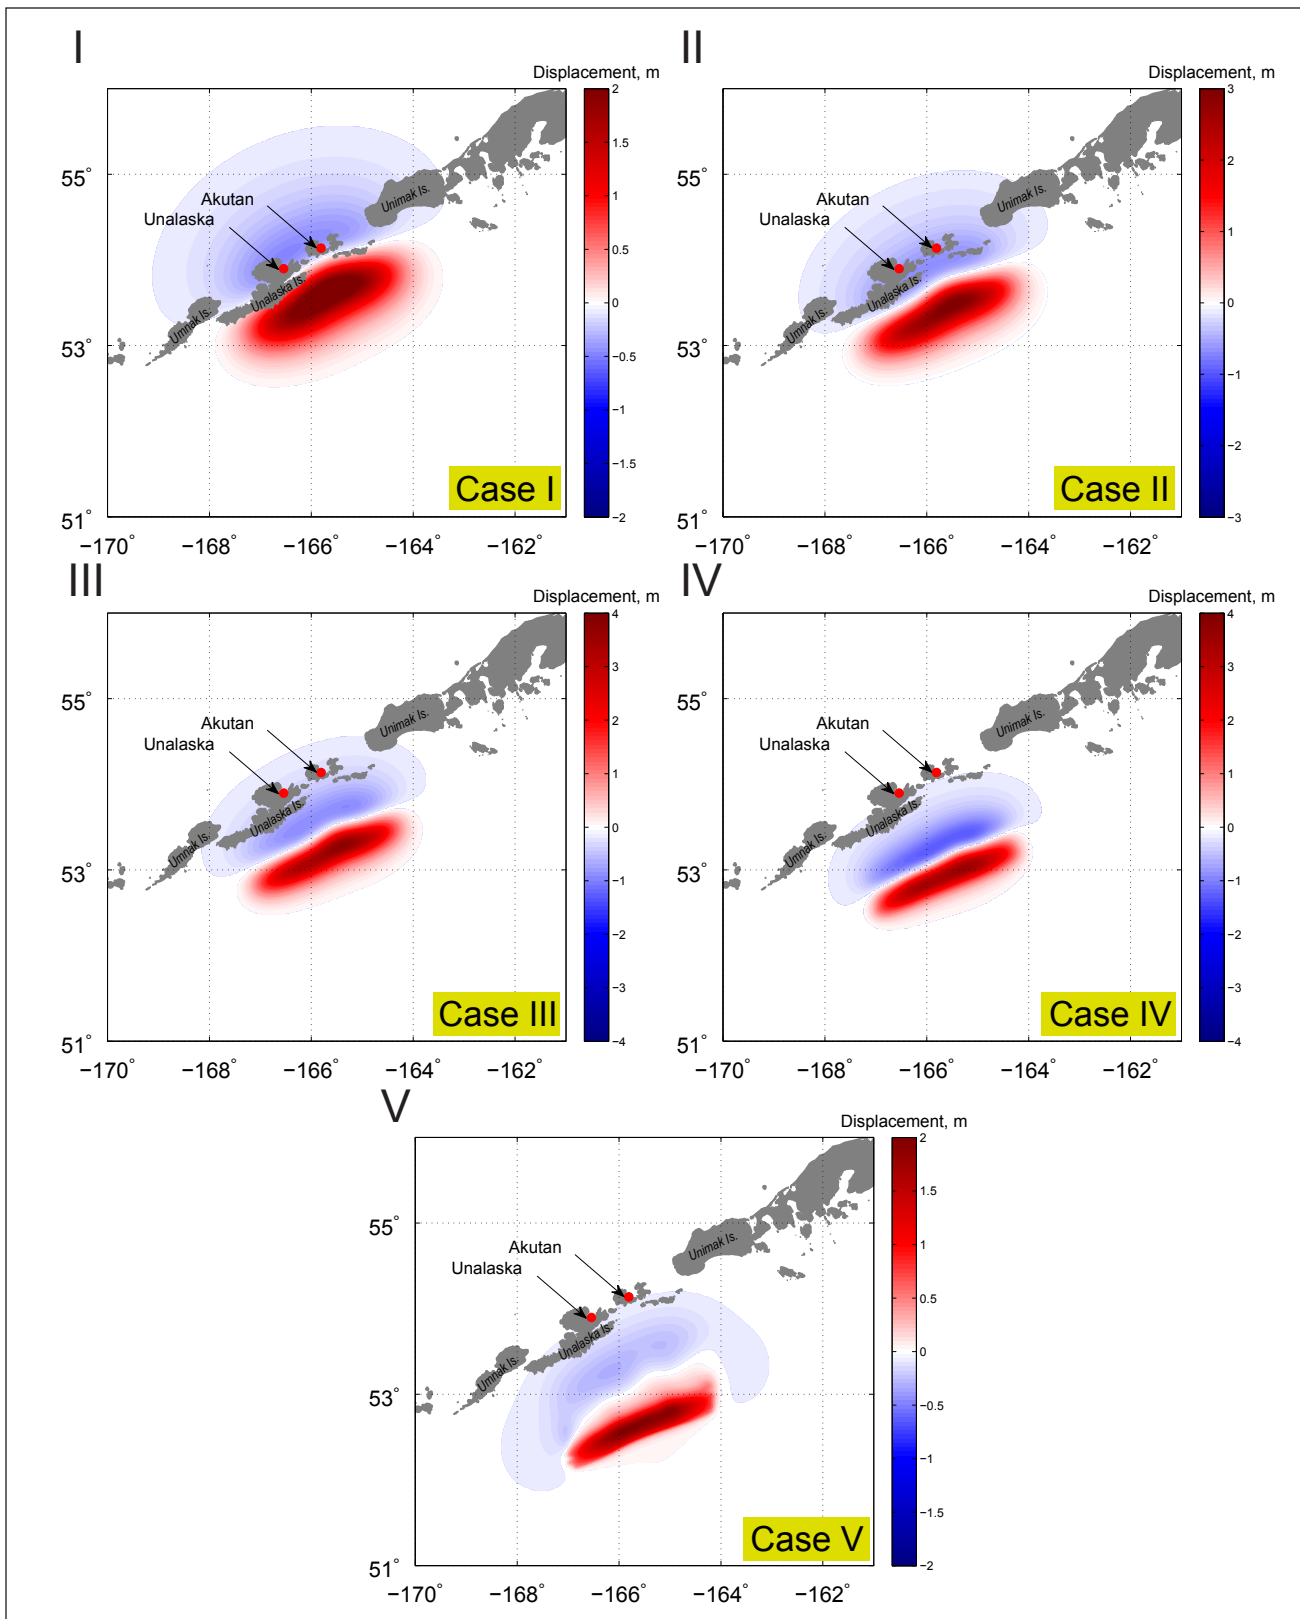 I
Displacement, m
2
1.5
1
0.5
0
−0.5
−1
−1.5
−2
55°
53°
51°
−170°
−168°
−166°
−164°
−162°
Akutan
Unalaska
Unimak Is.
Unalaska Is.
Umnak Is.
Case I
II
Displacement, m
3
2
1
0
−1
−2
−3
55°
53°
51°
−170°
−168°
−166°
−164°
−162°
Akutan
Unalaska
Unimak Is.
Unalaska Is.
Umnak Is.
Case II
III
Displacement, m
4
3
2
1
0
−1
−2
−3
−4
55°
53°
51°
−170°
−168°
−166°
−164°
−162°
Akutan
Unalaska
Unimak Is.
Unalaska Is.
Umnak Is.
Case III
IV
Displacement, m
4
3
2
1
0
−1
−2
−3
−4
55°
53°
51°
−170°
−168°
−166°
−164°
−162°
Akutan
Unalaska
Unimak Is.
Unalaska Is.
Umnak Is.
Case IV
V
Displacement, m
2
1.5
1
0.5
0
−0.5
−1
−1.5
−2
55°
53°
51°
−170°
−168°
−166°
−164°
−162°
Akutan
Unalaska
Unimak Is.
Unalaska Is.
Umnak Is.
Case V